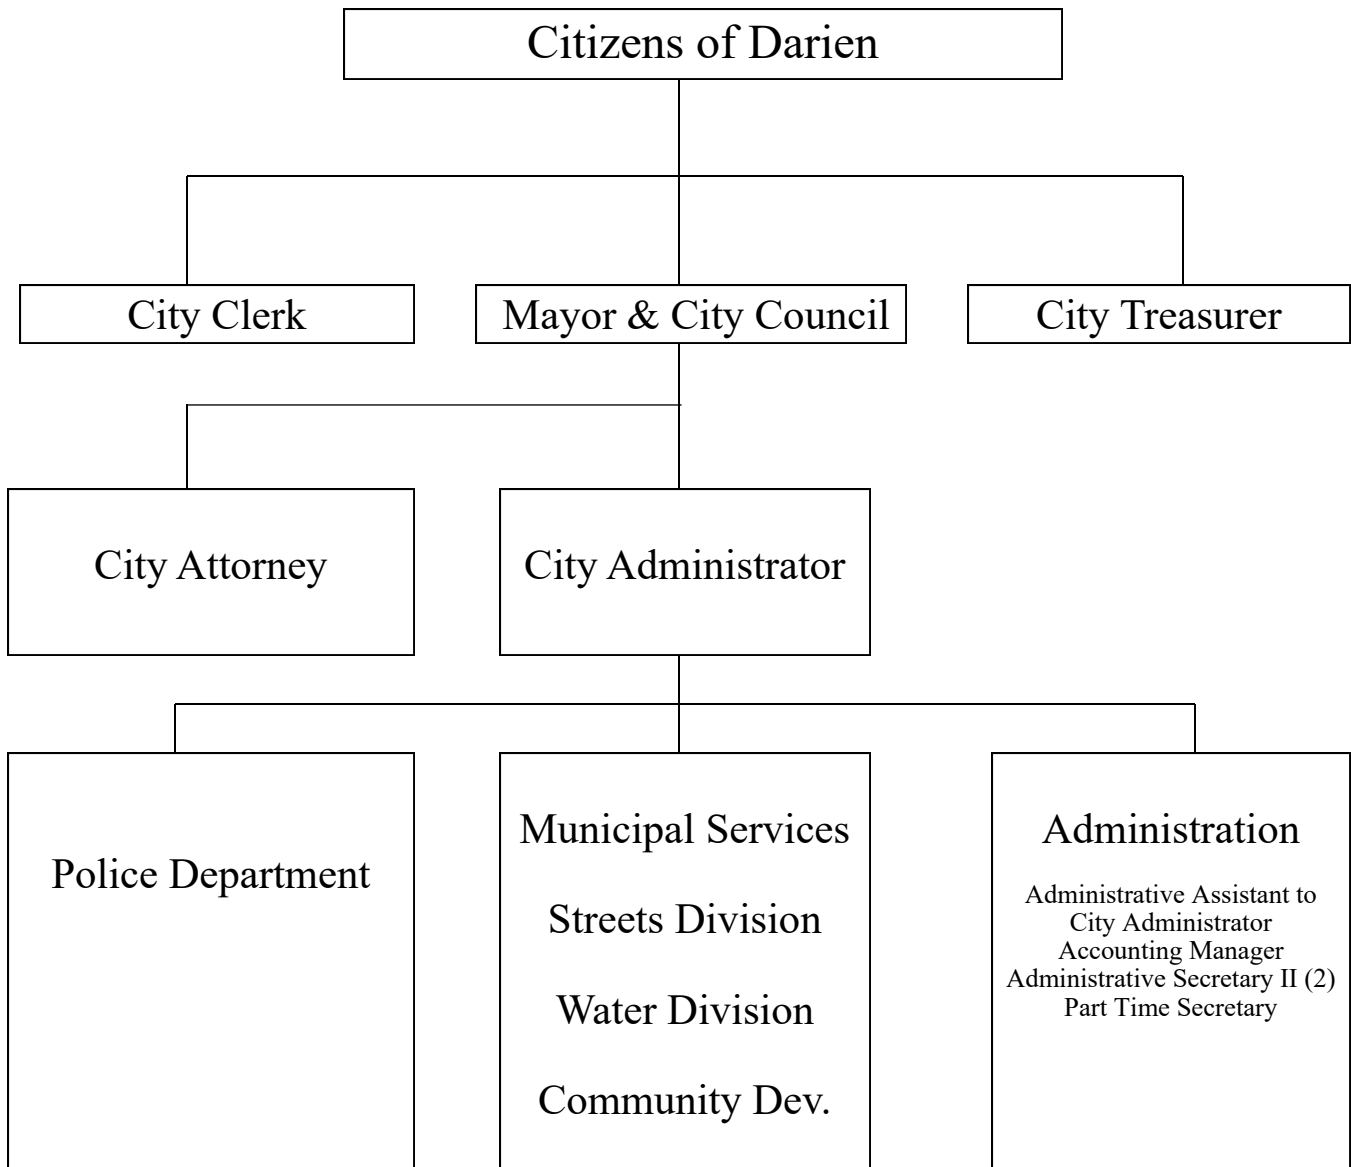 Citizens of Darien
City Clerk
Mayor & City Council
City Treasurer
City Attorney
City Administrator
Police Department
Municipal Services
Streets Division
Water Division
Community Dev.
Administration
Administrative Assistant to
City Administrator
Accounting Manager
Administrative Secretary II (2)
Part Time Secretary